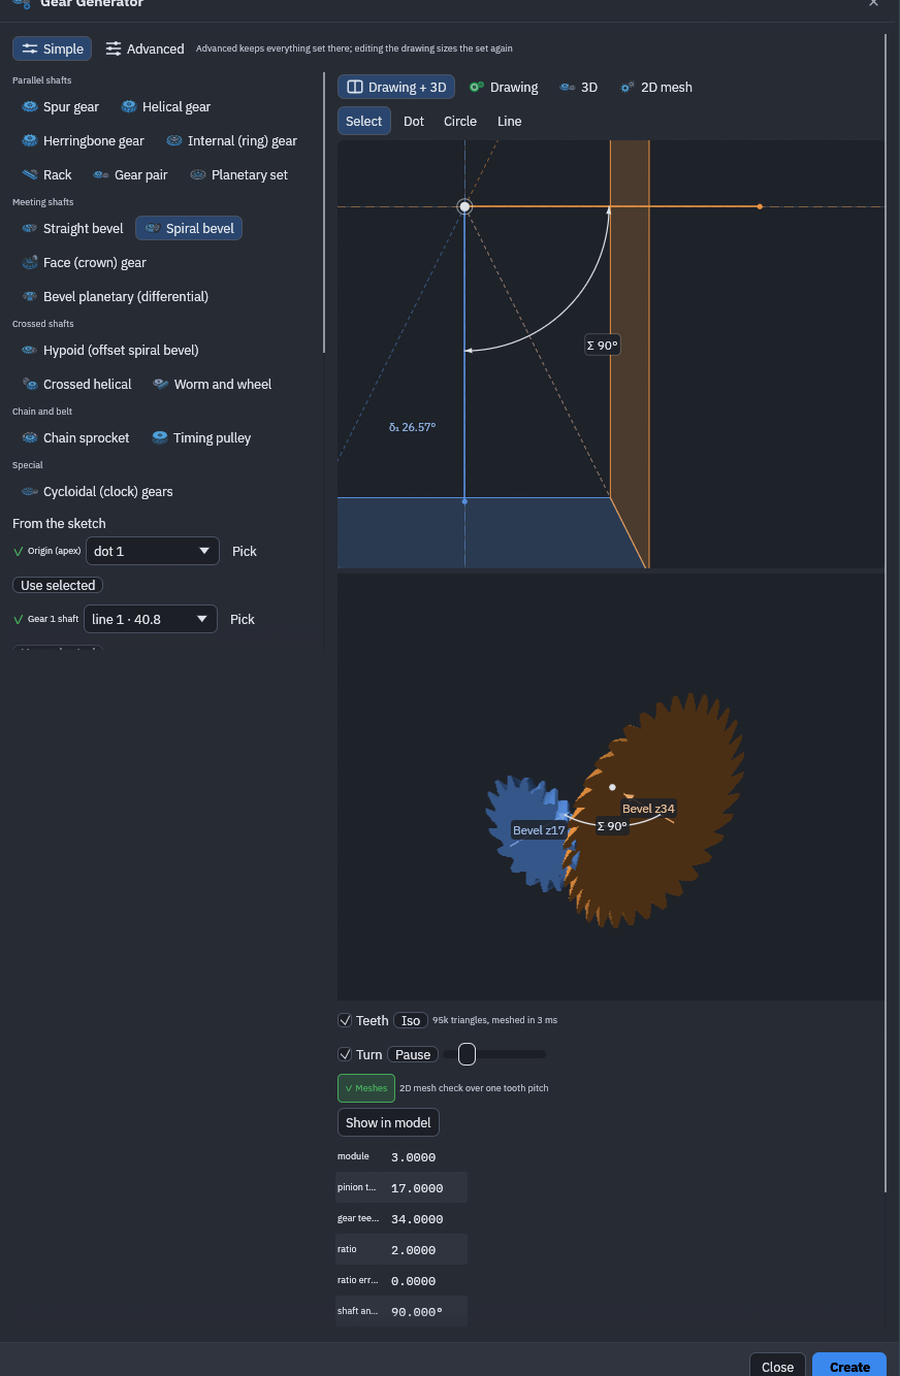 Gear Generator
Simple Advanced Advanced keeps everything set there; editing the drawing sizes the set again
Parallel shafts
Spur gear Helical gear
Herringbone gear Internal (ring) gear
Rack Gear pair Planetary set
Meeting shafts
Straight bevel Spiral bevel
Face (crown) gear
Bevel planetary (differential)
Crossed shafts
Hypoid (offset spiral bevel)
Crossed helical Worm and wheel
Chain and belt
Chain sprocket Timing pulley
Special
Cycloidal (clock) gears
From the sketch
Origin (apex) dot 1 Pick
Use selected
Gear 1 shaft line 1 · 40.8 Pick
Drawing + 3D Drawing 3D 2D mesh
Select Dot Circle Line
Σ 90°
δ₁ 26.57°
Bevel z34
Σ 90°
Bevel z17
Teeth Iso 95k triangles, meshed in 3 ms
Turn Pause
✓ Meshes 2D mesh check over one tooth pitch
Show in model
module 3.0000
pinion t... 17.0000
gear tee... 34.0000
ratio 2.0000
ratio err... 0.0000
shaft an... 90.000°
Close Create